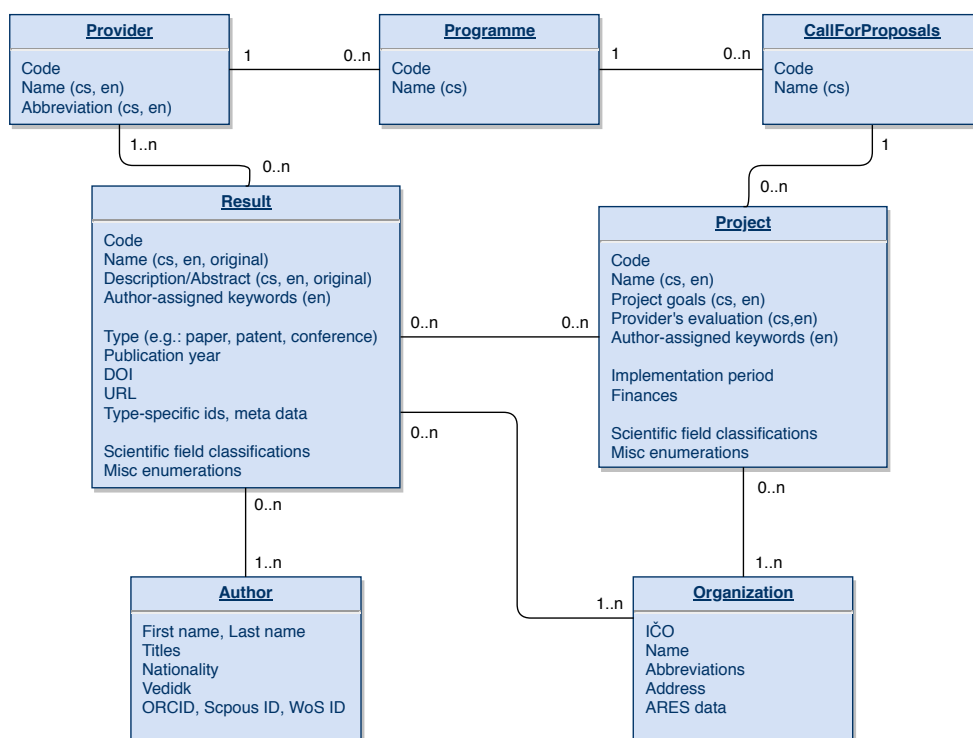 Provider
Code
Name (cs, en)
Abbreviation (cs, en)
1
0..n
Programme
Code
Name (cs)
1
0..n
CallForProposals
Code
Name (cs)
1..n
0..n
1
0..n
Result
Code
Name (cs, en, original)
Description/Abstract (cs, en, original)
Author-assigned keywords (en)
Type (e.g.: paper, patent, conference)
Publication year
DOI
URL
Type-specific ids, meta data
Scientific field classifications
Misc enumerations
0..n
0..n
Project
Code
Name (cs, en)
Project goals (cs, en)
Provider's evaluation (cs,en)
Author-assigned keywords (en)
Implementation period
Finances
Scientific field classifications
Misc enumerations
0..n
0..n
1..n
0..n
1..n
1..n
Author
First name, Last name
Titles
Nationality
Vedidk
ORCID, Scpous ID, WoS ID
Organization
IČO
Name
Abbreviations
Address
ARES data